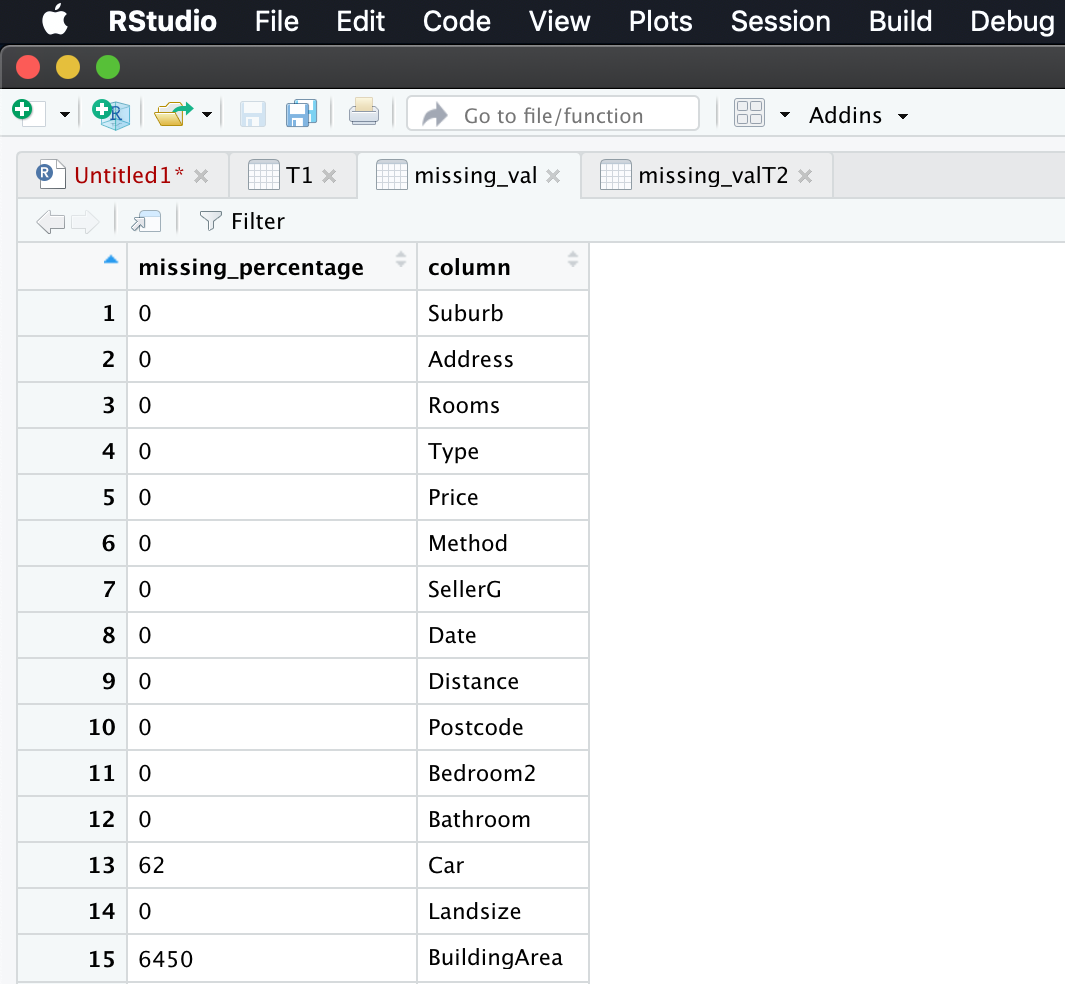 RStudio File Edit Code View Plots Session Build Debug
R Go to file/function Addins
R Untitled1* T1 missing_val missing_valT2
Filter
missing_percentage column
1 0 Suburb
2 0 Address
3 0 Rooms
4 0 Type
5 0 Price
6 0 Method
7 0 SellerG
8 0 Date
9 0 Distance
10 0 Postcode
11 0 Bedroom2
12 0 Bathroom
13 62 Car
14 0 Landsize
15 6450 BuildingArea